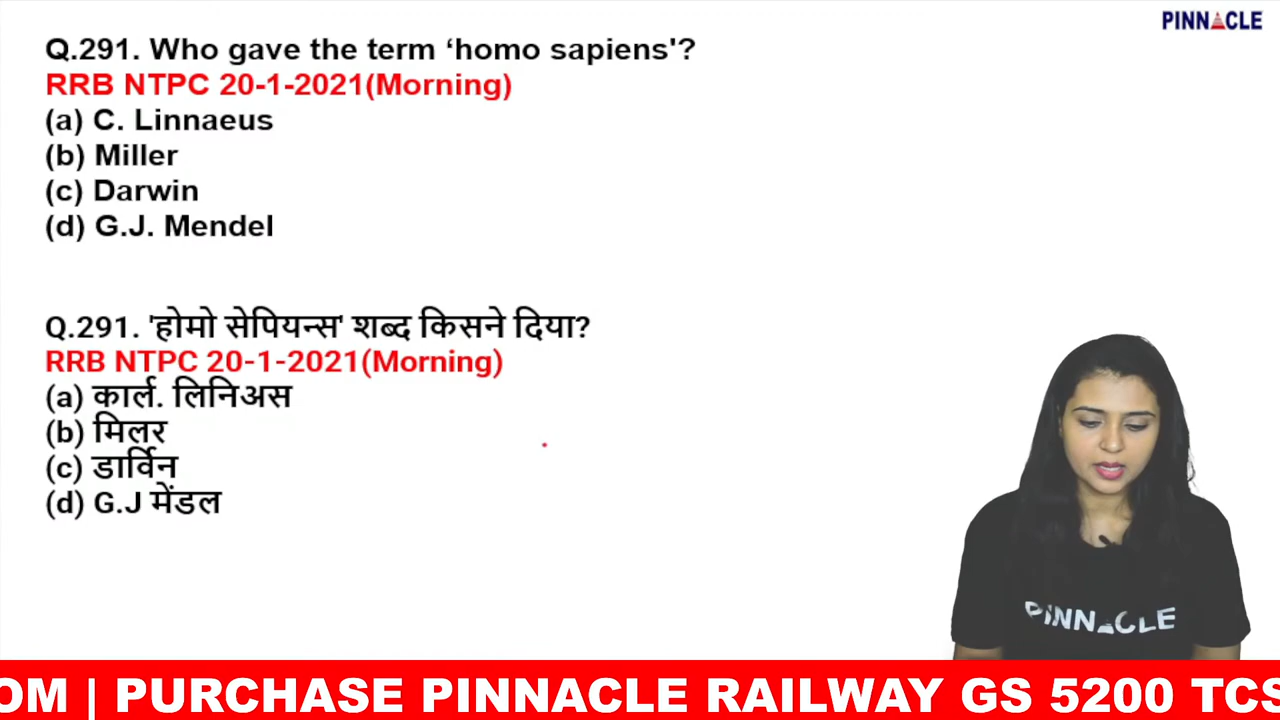 PINNACLE
Q.291. Who gave the term ‘homo sapiens'?
RRB NTPC 20-1-2021(Morning)
(a) C. Linnaeus
(b) Miller
(c) Darwin
(d) G.J. Mendel
Q.291. 'होमो सेपियन्स' शब्द किसने दिया?
RRB NTPC 20-1-2021(Morning)
(a) कार्ल. लिनिअस
(b) मिलर
(c) डार्विन
(d) G.J मेंडल
PINNACLE
OM | PURCHASE PINNACLE RAILWAY GS 5200 TCS